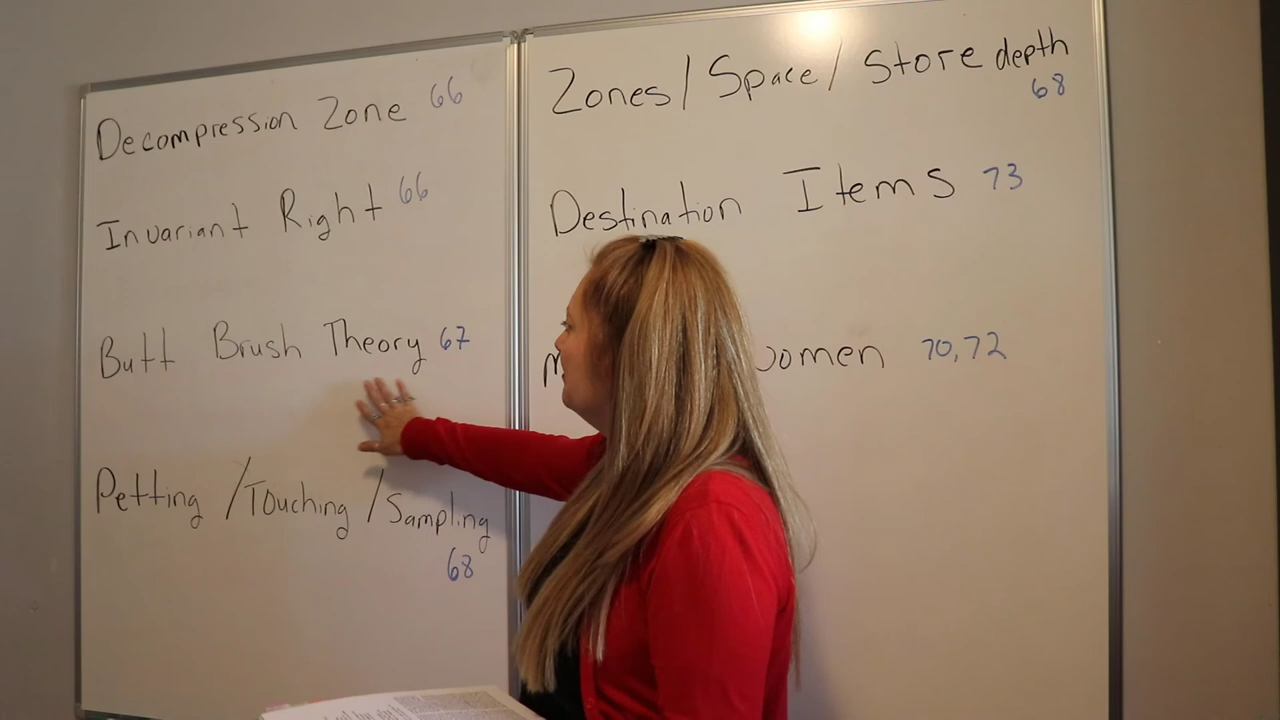 Decompression Zone 66
Invariant Right 66
Butt Brush Theory 67
Petting / Touching / Sampling
68
Zones / Space / Store depth
68
Destination Items 73
70, 72